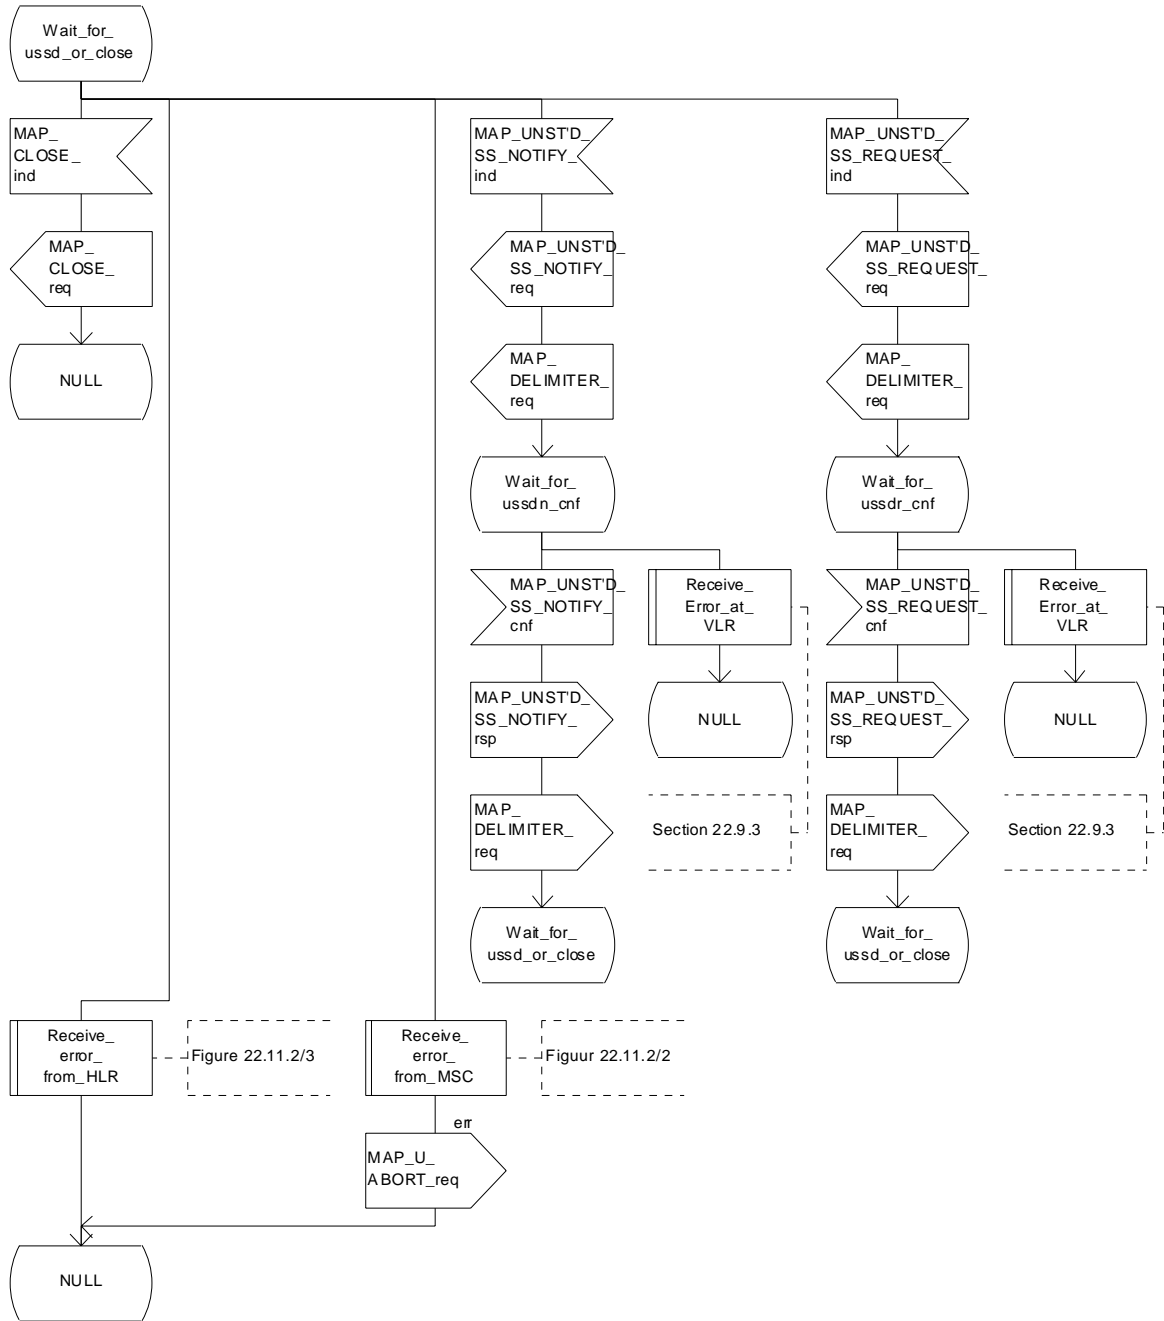 Wait_for_
ussd_or_close
MAP_
CLOSE_
ind
MAP_UNST'D_
SS_NOTIFY_
ind
MAP_UNST'D_
SS_REQUEST_
ind
MAP_
CLOSE_
req
MAP_UNST'D_
SS_NOTIFY_
req
MAP_UNST'D_
SS_REQUEST_
req
NULL
MAP_
DELIMITER_
req
MAP_
DELIMITER_
req
Wait_for_
ussdn_cnf
Wait_for_
ussdr_cnf
MAP_UNST'D_
SS_NOTIFY_
cnf
Receive_
Error_at_
VLR
MAP_UNST'D_
SS_REQUEST_
cnf
Receive_
Error_at_
VLR
MAP_UNST'D_
SS_NOTIFY_
rsp
NULL
MAP_UNST'D_
SS_REQUEST_
rsp
NULL
MAP_
DELIMITER_
req
Section 22.9.3
MAP_
DELIMITER_
req
Section 22.9.3
Wait_for_
ussd_or_close
Wait_for_
ussd_or_close
Receive_
error_
from_HLR
Figure 22.11.2/3
Receive_
error_
from_MSC
Figuur 22.11.2/2
err
MAP_U_
ABORT_req
NULL